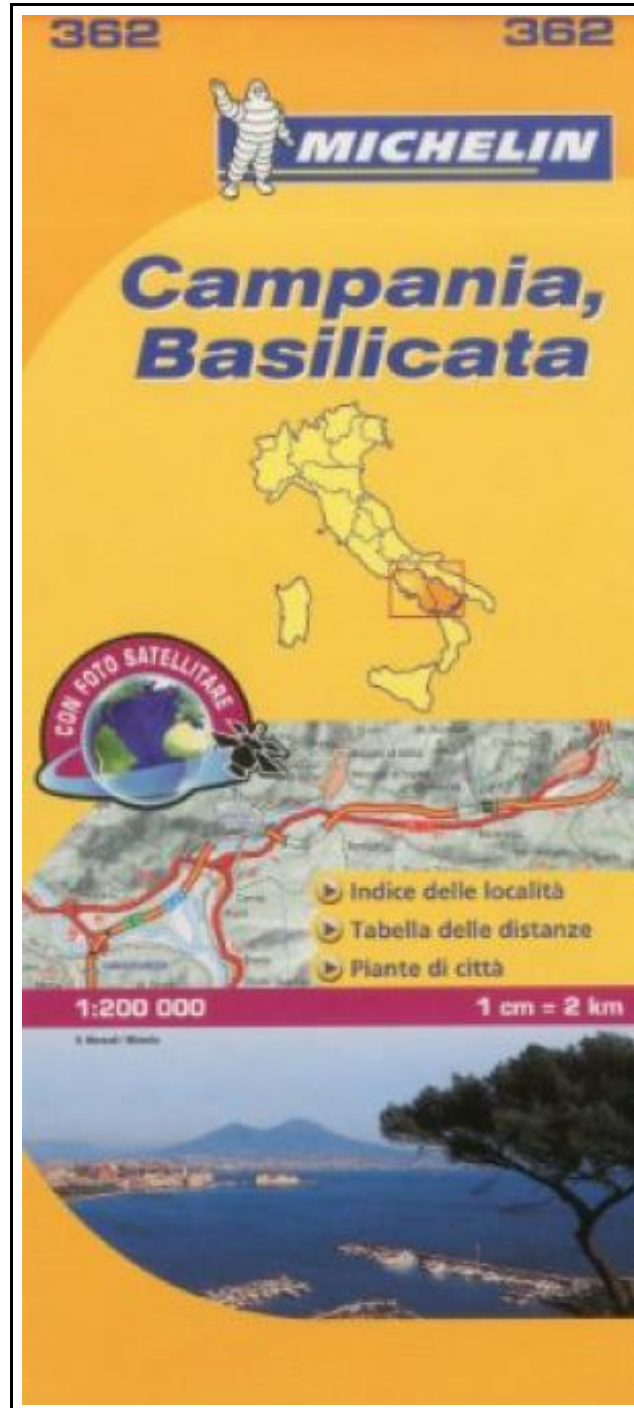 362
362
MICHELIN
Campania,
Basilicata
CON FOTO SATELLITARE
Indice delle località
Tabella delle distanze
Piante di città
1:200 000
1 cm = 2 km